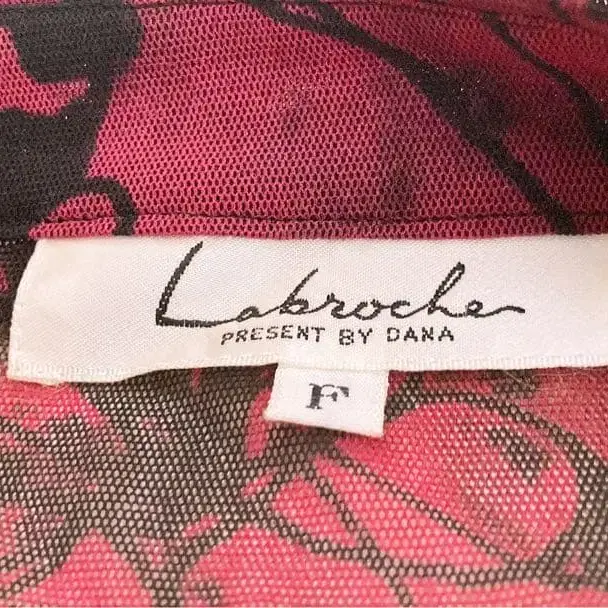 Labroche
PRESENT BY DANA
F